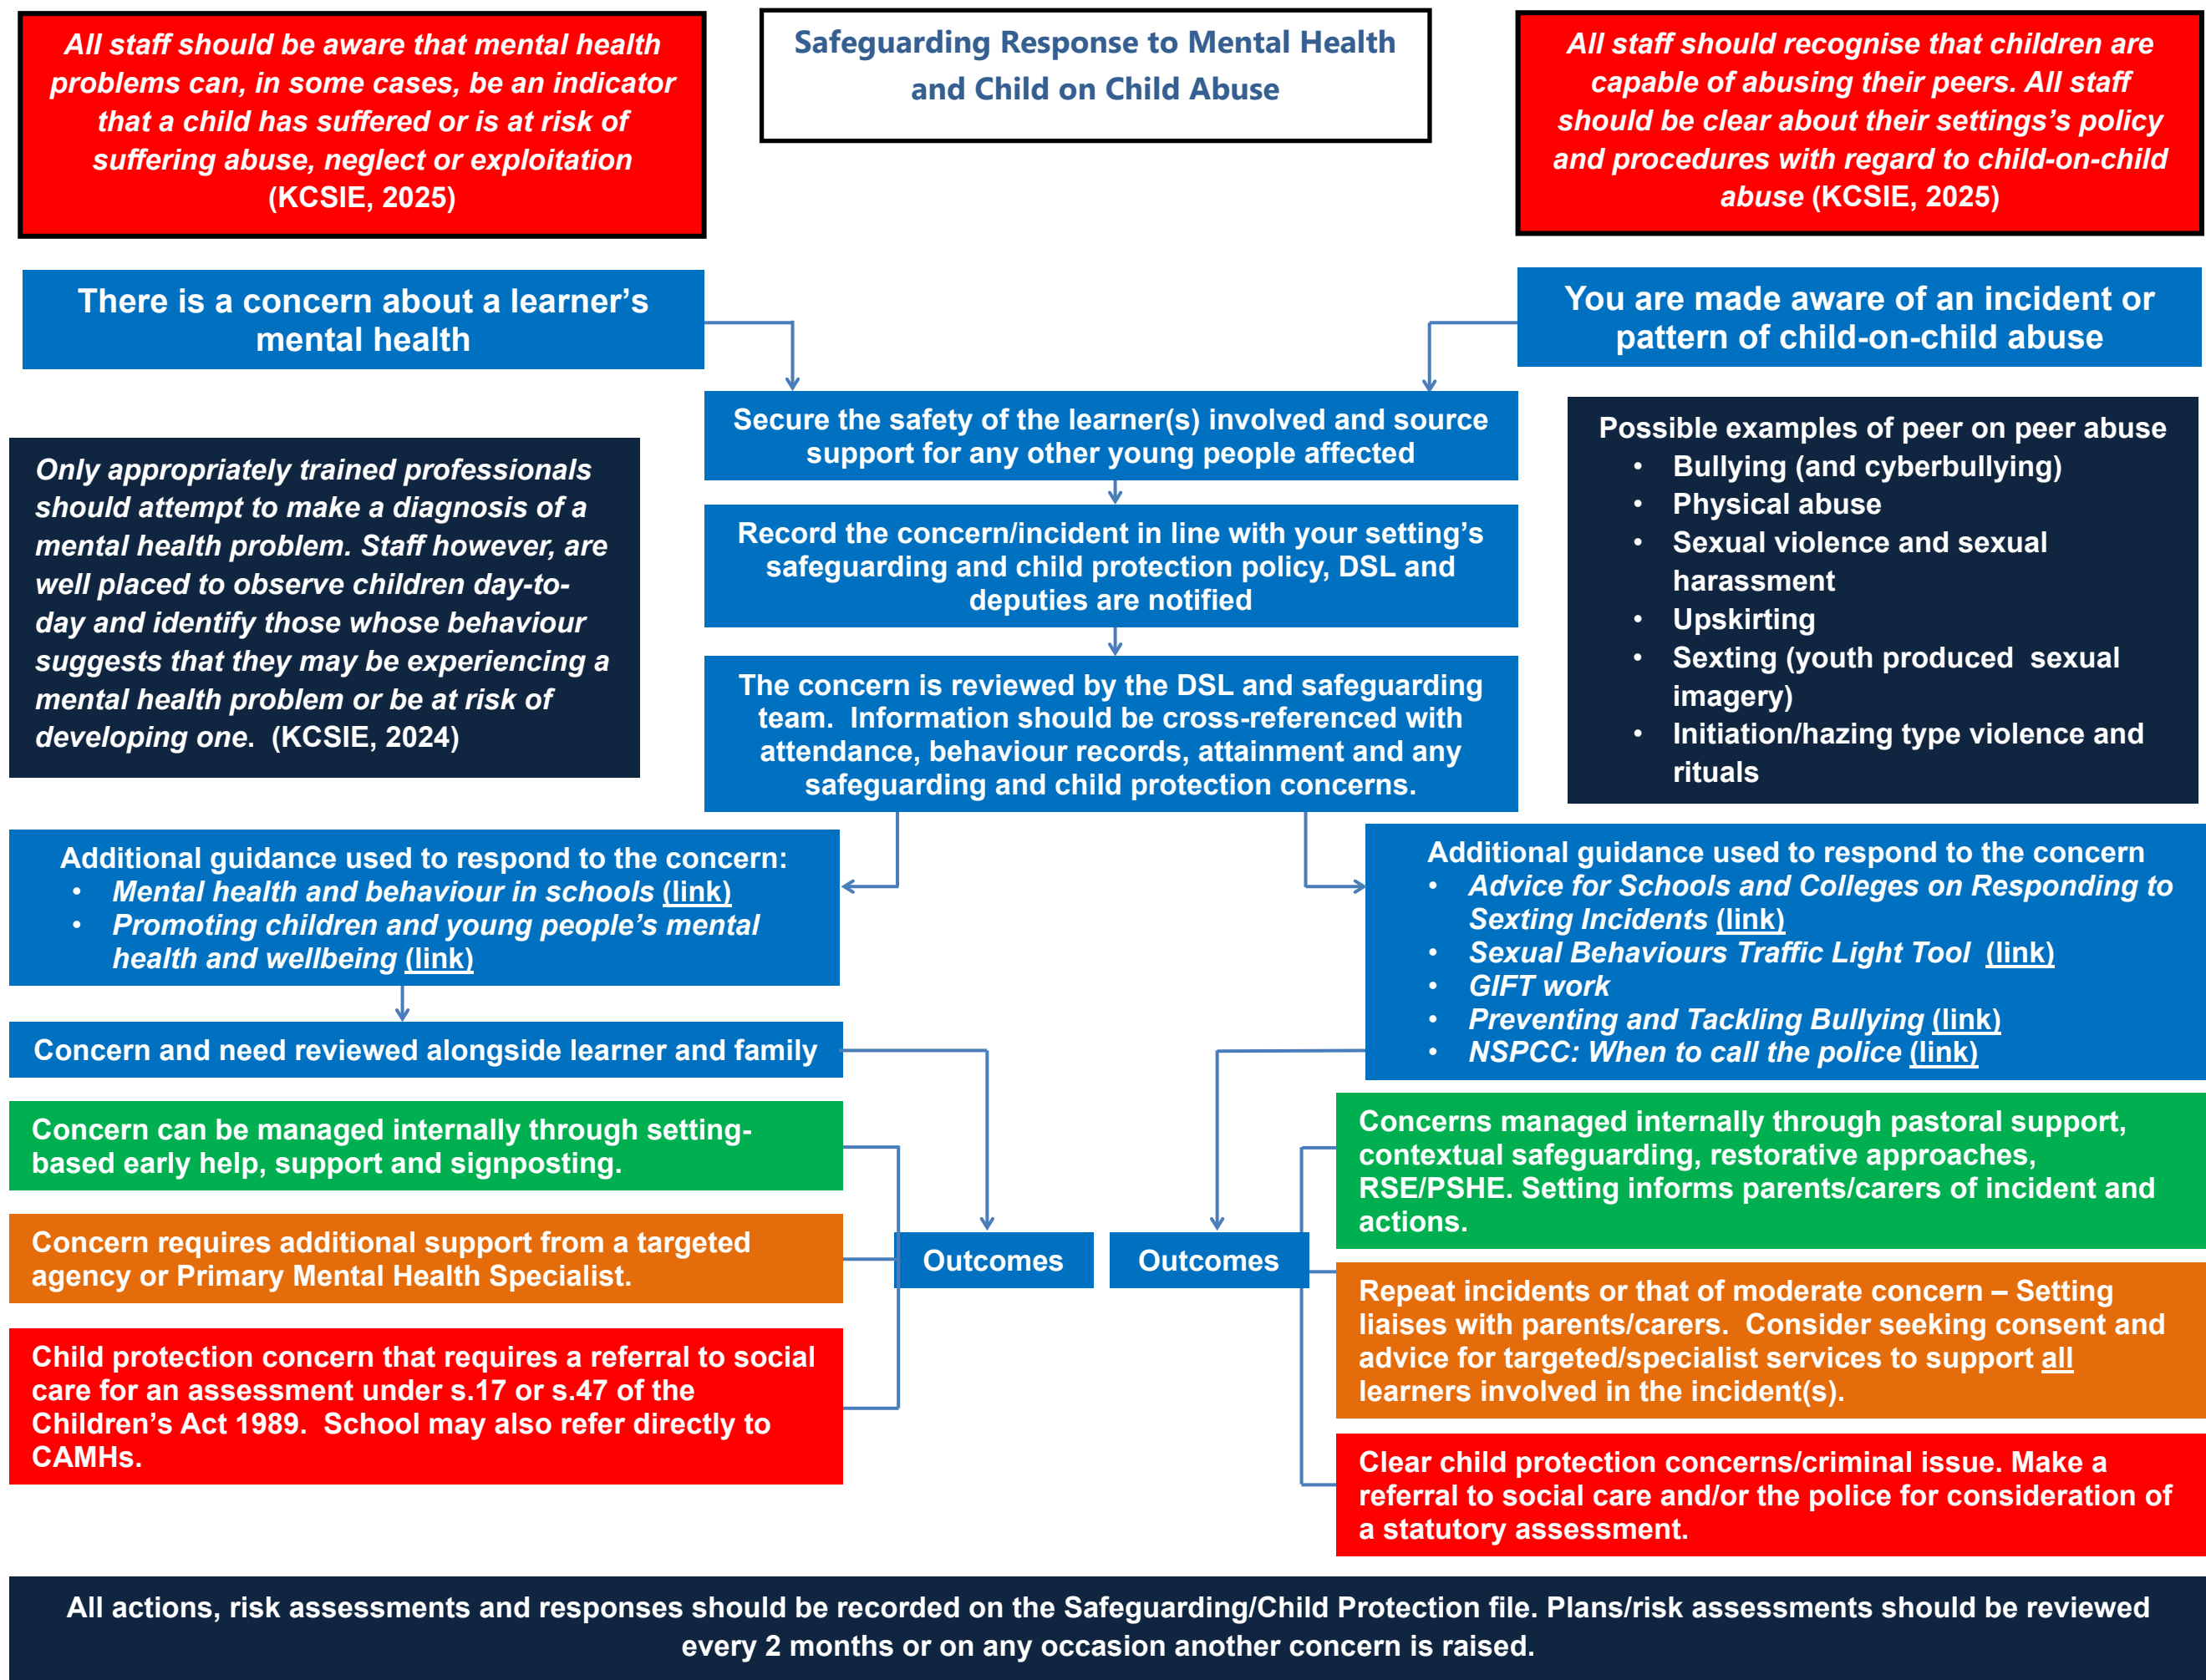 All staff should be aware that mental health
problems can, in some cases, be an indicator
that a child has suffered or is at risk of
suffering abuse, neglect or exploitation
(KCSIE, 2025)
Safeguarding Response to Mental Health
and Child on Child Abuse
All staff should recognise that children are
capable of abusing their peers. All staff
should be clear about their settings's policy
and procedures with regard to child-on-child
abuse (KCSIE, 2025)
There is a concern about a learner's
mental health
You are made aware of an incident or
pattern of child-on-child abuse
Secure the safety of the learner(s) involved and source
support for any other young people affected
Only appropriately trained professionals
should attempt to make a diagnosis of a
mental health problem. Staff however, are
well placed to observe children day-to-
day and identify those whose behaviour
suggests that they may be experiencing a
mental health problem or be at risk of
developing one.  (KCSIE, 2024)
Record the concern/incident in line with your setting's
safeguarding and child protection policy, DSL and
deputies are notified
The concern is reviewed by the DSL and safeguarding
team.  Information should be cross-referenced with
attendance, behaviour records, attainment and any
safeguarding and child protection concerns.
Possible examples of peer on peer abuse
• Bullying (and cyberbullying)
• Physical abuse
• Sexual violence and sexual
harassment
• Upskirting
• Sexting (youth produced  sexual
imagery)
• Initiation/hazing type violence and
rituals
Additional guidance used to respond to the concern:
• Mental health and behaviour in schools (link)
• Promoting children and young people's mental
health and wellbeing (link)
Additional guidance used to respond to the concern
• Advice for Schools and Colleges on Responding to
Sexting Incidents (link)
• Sexual Behaviours Traffic Light Tool  (link)
• GIFT work
• Preventing and Tackling Bullying (link)
• NSPCC: When to call the police (link)
Concern and need reviewed alongside learner and family
Concern can be managed internally through setting-
based early help, support and signposting.
Concern requires additional support from a targeted
agency or Primary Mental Health Specialist.
Child protection concern that requires a referral to social
care for an assessment under s.17 or s.47 of the
Children's Act 1989.  School may also refer directly to
CAMHs.
Outcomes
Outcomes
Concerns managed internally through pastoral support,
contextual safeguarding, restorative approaches,
RSE/PSHE. Setting informs parents/carers of incident and
actions.
Repeat incidents or that of moderate concern – Setting
liaises with parents/carers.  Consider seeking consent and
advice for targeted/specialist services to support all
learners involved in the incident(s).
Clear child protection concerns/criminal issue. Make a
referral to social care and/or the police for consideration of
a statutory assessment.
All actions, risk assessments and responses should be recorded on the Safeguarding/Child Protection file. Plans/risk assessments should be reviewed
every 2 months or on any occasion another concern is raised.